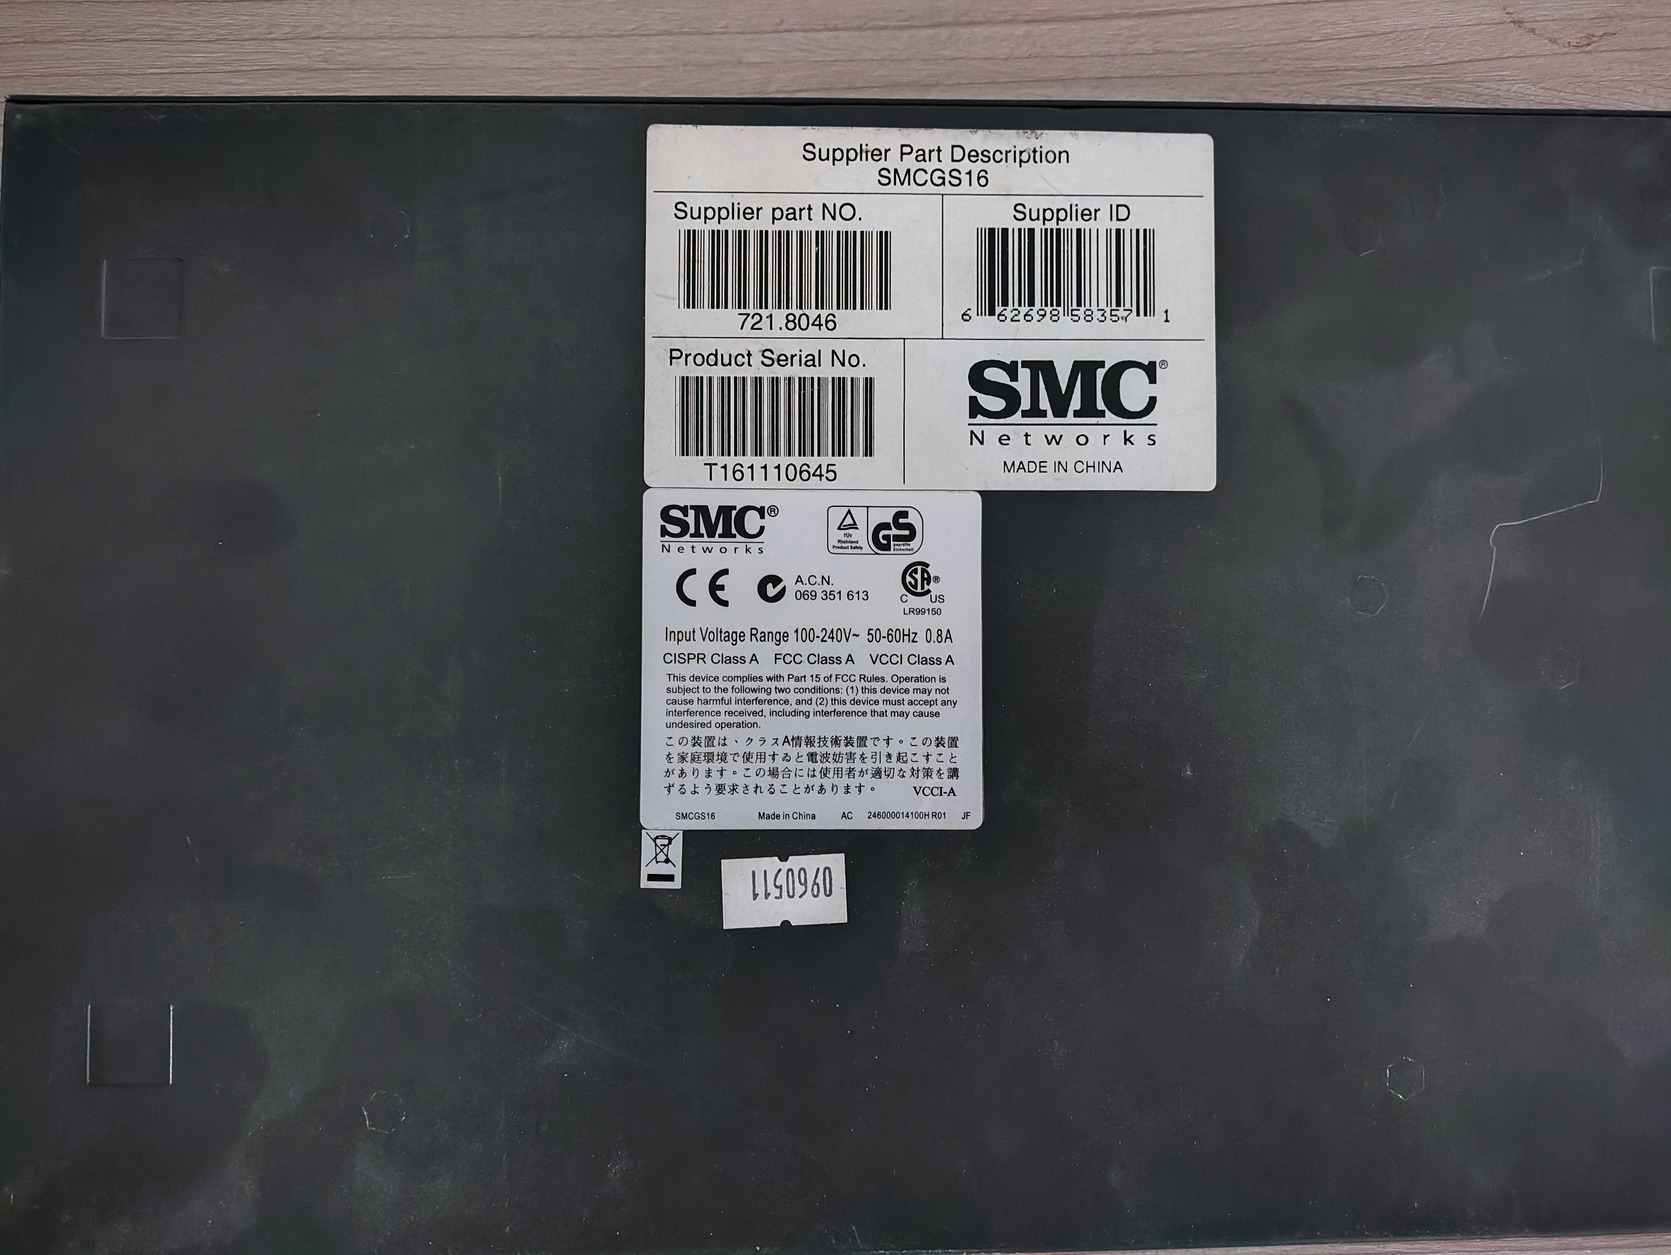 Supplier Part Description
SMCGS16
Supplier part NO.
721.8046
Supplier ID
6 62698 58357 1
Product Serial No.
T161110645
SMC®
Networks
MADE IN CHINA
SMC®
Networks
TÜV
Rheinland
Product Safety
GS
geprüfte
Sicherheit
CE
A.C.N.
069 351 613
SA®
C US
LR99150
Input Voltage Range 100-240V~ 50-60Hz 0.8A
CISPR Class A FCC Class A VCCI Class A
This device complies with Part 15 of FCC Rules. Operation is
subject to the following two conditions: (1) this device may not
cause harmful interference, and (2) this device must accept any
interference received, including interference that may cause
undesired operation.
この装置は、クラスA情報技術装置です。この装置
を家庭環境で使用すゐと電波妨害を引き起こすこと
があります。この場合には使用者が適切な対策を講
ずるよう要求されることがあります。 VCCI-A
SMCGS16 Made in China AC 246000014100H R01 JF
0960511